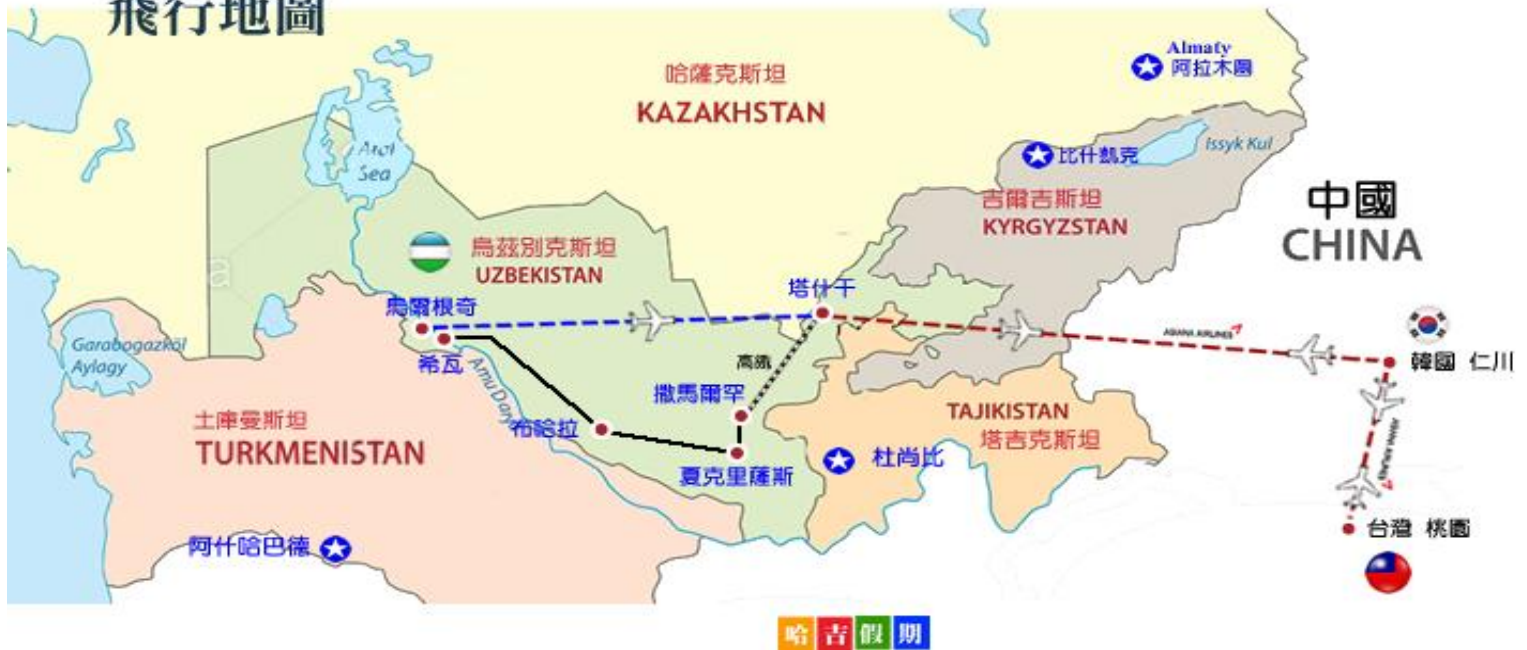 飛行地圖
Almaty
阿拉木圖
哈薩克斯坦
KAZAKHSTAN
Aral
Sea
比什凱克
Issyk Kul
吉爾吉斯坦
KYRGYZSTAN
中國
CHINA
烏茲別克斯坦
UZBEKISTAN
a
烏爾根奇
塔什干
ASIANA AIRLINES
Garabogazköl
Aylagy
希瓦
Amu Darya
高鐵
韓國 仁川
撒馬爾罕
TAJIKISTAN
塔吉克斯坦
土庫曼斯坦
TURKMENISTAN
布哈拉
夏克里薩斯
杜尚比
ASIANA AIRLINES
台灣 桃園
阿什哈巴德
哈吉假期